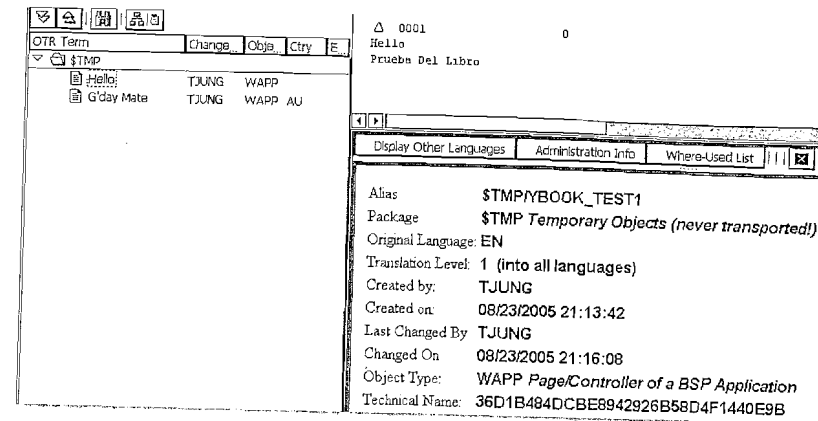 OTR Term Change... Obje... Ctry E...
$TMP
Hello TJUNG WAPP
G'day Mate TJUNG WAPP AU
0001 0
Hello
Prueba Del Libro
Display Other Languages Administration Info Where-Used List
Alias $TMP/YBOOK_TEST1
Package $TMP Temporary Objects (never transported!)
Original Language: EN
Translation Level: 1 (into all languages)
Created by: TJUNG
Created on: 08/23/2005 21:13:42
Last Changed By TJUNG
Changed On 08/23/2005 21:16:08
Object Type: WAPP Page/Controller of a BSP Application
Technical Name: 36D1B484DCBE8942926B58D4F1440E9B